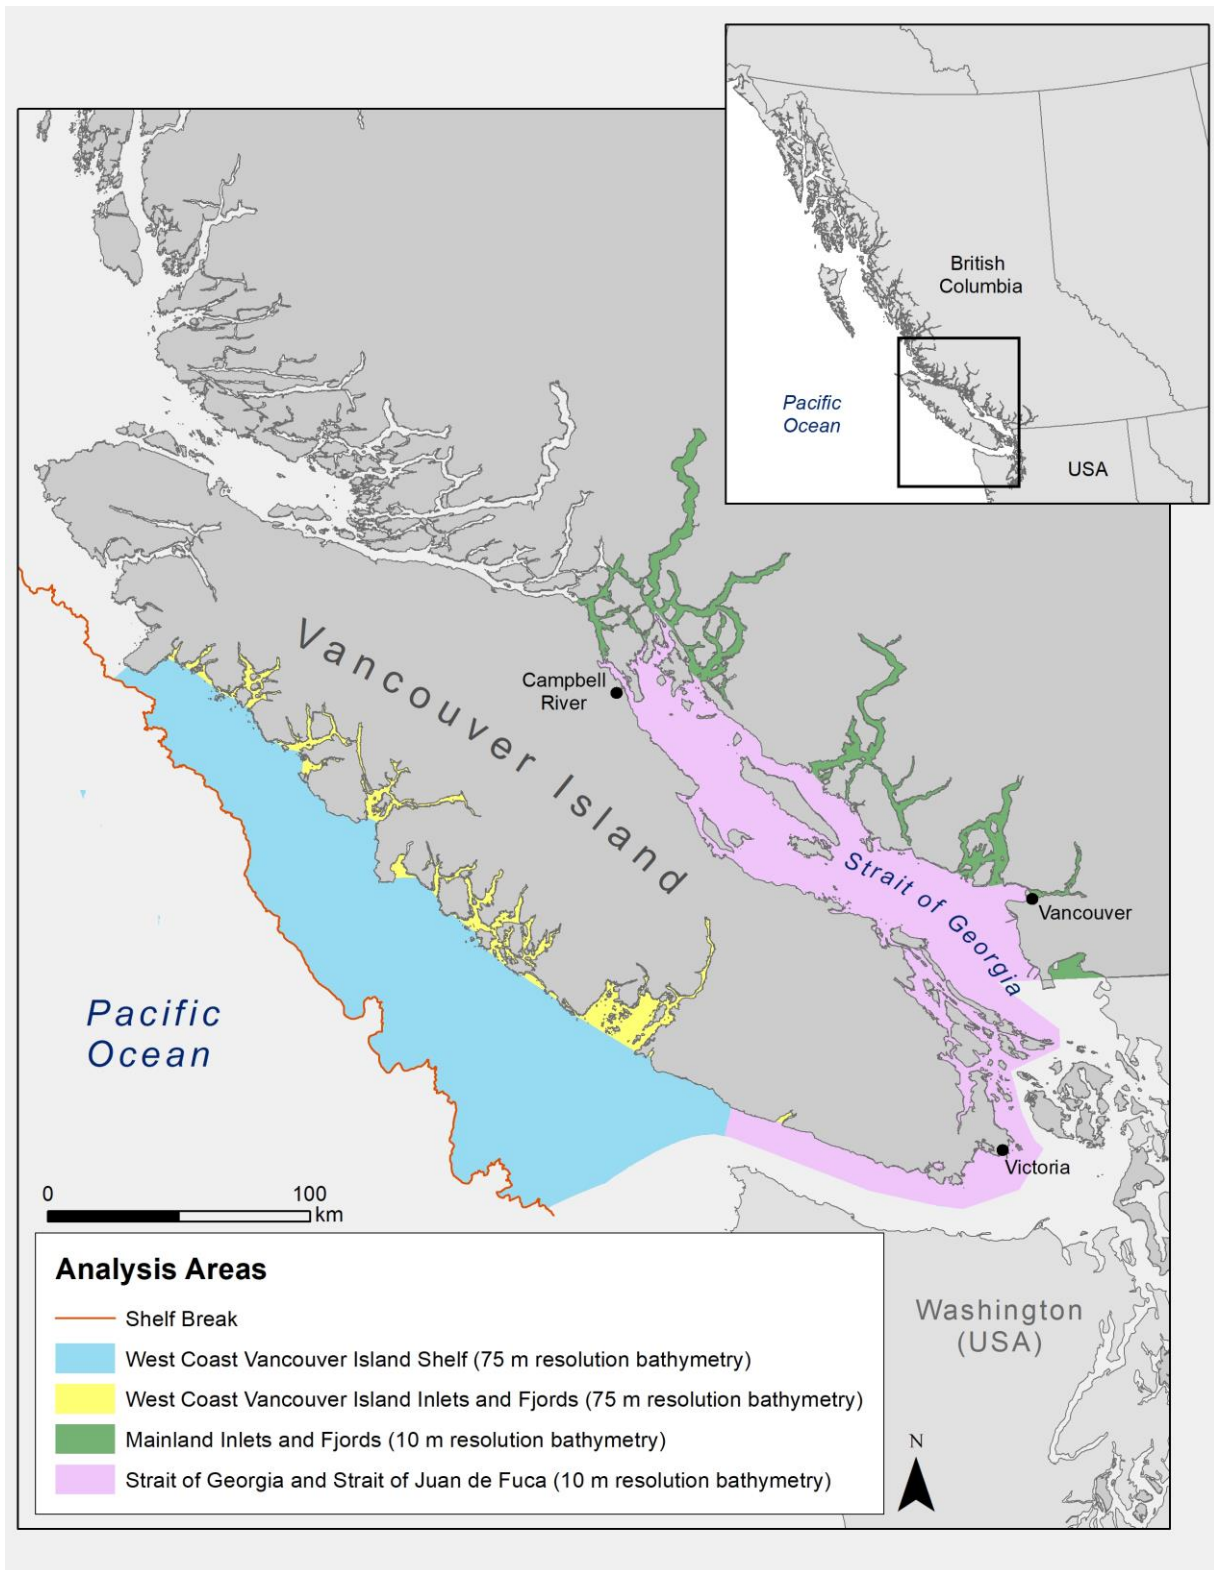 British
Columbia
Pacific
Ocean
USA
Vancouver Island
Campbell
River
Strait of Georgia
Vancouver
Pacific
Ocean
Victoria
0 100
km
Analysis Areas
Shelf Break
West Coast Vancouver Island Shelf (75 m resolution bathymetry)
West Coast Vancouver Island Inlets and Fjords (75 m resolution bathymetry)
Mainland Inlets and Fjords (10 m resolution bathymetry)
Strait of Georgia and Strait of Juan de Fuca (10 m resolution bathymetry)
Washington
(USA)
N